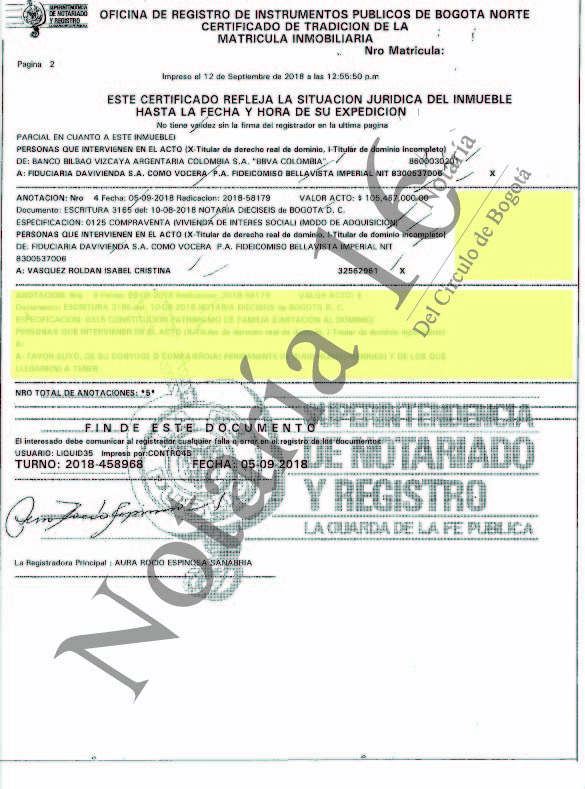 SUPERINTENDENCIA
DE NOTARIADO
Y REGISTRO
OFICINA DE REGISTRO DE INSTRUMENTOS PUBLICOS DE BOGOTA NORTE
CERTIFICADO DE TRADICION DE LA
MATRICULA INMOBILIARIA
Nro Matricula:
Pagina 2
Impreso el 12 de Septiembre de 2018 a las 12:55:50 p.m
ESTE CERTIFICADO REFLEJA LA SITUACION JURIDICA DEL INMUEBLE
HASTA LA FECHA Y HORA DE SU EXPEDICION
No tiene validez sin la firma del registrador en la ultima pagina
PARCIAL EN CUANTO A ESTE INMUEBLE)
PERSONAS QUE INTERVIENEN EN EL ACTO (X-Titular de derecho real de dominio, I-Titular de dominio incompleto)
DE: BANCO BILBAO VIZCAYA ARGENTARIA COLOMBIA S.A. "BBVA COLOMBIA" 8600030201
A: FIDUCIARIA DAVIVIENDA S.A. COMO VOCERA P.A. FIDEICOMISO BELLAVISTA IMPERIAL NIT 8300537006 X
ANOTACION: Nro 4 Fecha: 05-09-2018 Radicacion: 2018-58179 VALOR ACTO: $ 105,457,000.00
Documento: ESCRITURA 3165 del: 10-08-2018 NOTARIA DIECISEIS de BOGOTA D. C.
ESPECIFICACION: 0125 COMPRAVENTA (VIVIENDA DE INTERES SOCIAL) (MODO DE ADQUISICION)
PERSONAS QUE INTERVIENEN EN EL ACTO (X-Titular de derecho real de dominio, I-Titular de dominio incompleto)
DE: FIDUCIARIA DAVIVIENDA S.A. COMO VOCERA P.A. FIDEICOMISO BELLAVISTA IMPERIAL NIT
8300537006
A: VASQUEZ ROLDAN ISABEL CRISTINA 32562961 X
ANOTACION: Nro 5 Fecha: 05-09-2018 Radicacion: 2018-58179 VALOR ACTO: $
Documento: ESCRITURA 3165 del: 10-08-2018 NOTARIA DIECISEIS de BOGOTA D. C.
ESPECIFICACION: 0315 CONSTITUCION PATRIMONIO DE FAMILIA (LIMITACION AL DOMINIO)
PERSONAS QUE INTERVIENEN EN EL ACTO (X-Titular de derecho real de dominio, I-Titular de dominio incompleto)
A:
A: FAVOR SUYO, DE SU CONYUGE O COMPAÑERO(A) PERMANENTE Y DE LOS QUE
LLEGARE(N) A TENER
NRO TOTAL DE ANOTACIONES: *5*
FIN DE ESTE DOCUMENTO
El interesado debe comunicar al registrador cualquier falla o error en el registro de los documentos
USUARIO: LIQUID35 Impreso por:CONTRO45
TURNO: 2018-458968 FECHA: 05-09-2018
SUPERINTENDENCIA
DE NOTARIADO
Y REGISTRO
LA GUARDA DE LA FE PUBLICA
La Registradora Principal : AURA ROCIO ESPINOSA SANABRIA
Notaría 16
Notaría
Del Circulo de Bogotá